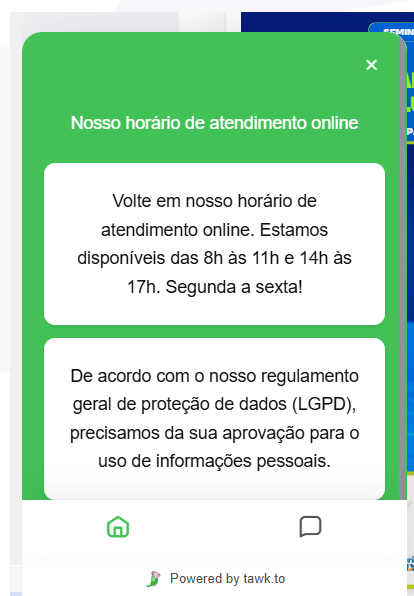 SEMIN
Nosso horário de atendimento online
Volte em nosso horário de
atendimento online. Estamos
disponíveis das 8h às 11h e 14h às
17h. Segunda a sexta!
De acordo com o nosso regulamento
geral de proteção de dados (LGPD),
precisamos da sua aprovação para o
uso de informações pessoais.
Powered by tawk.to